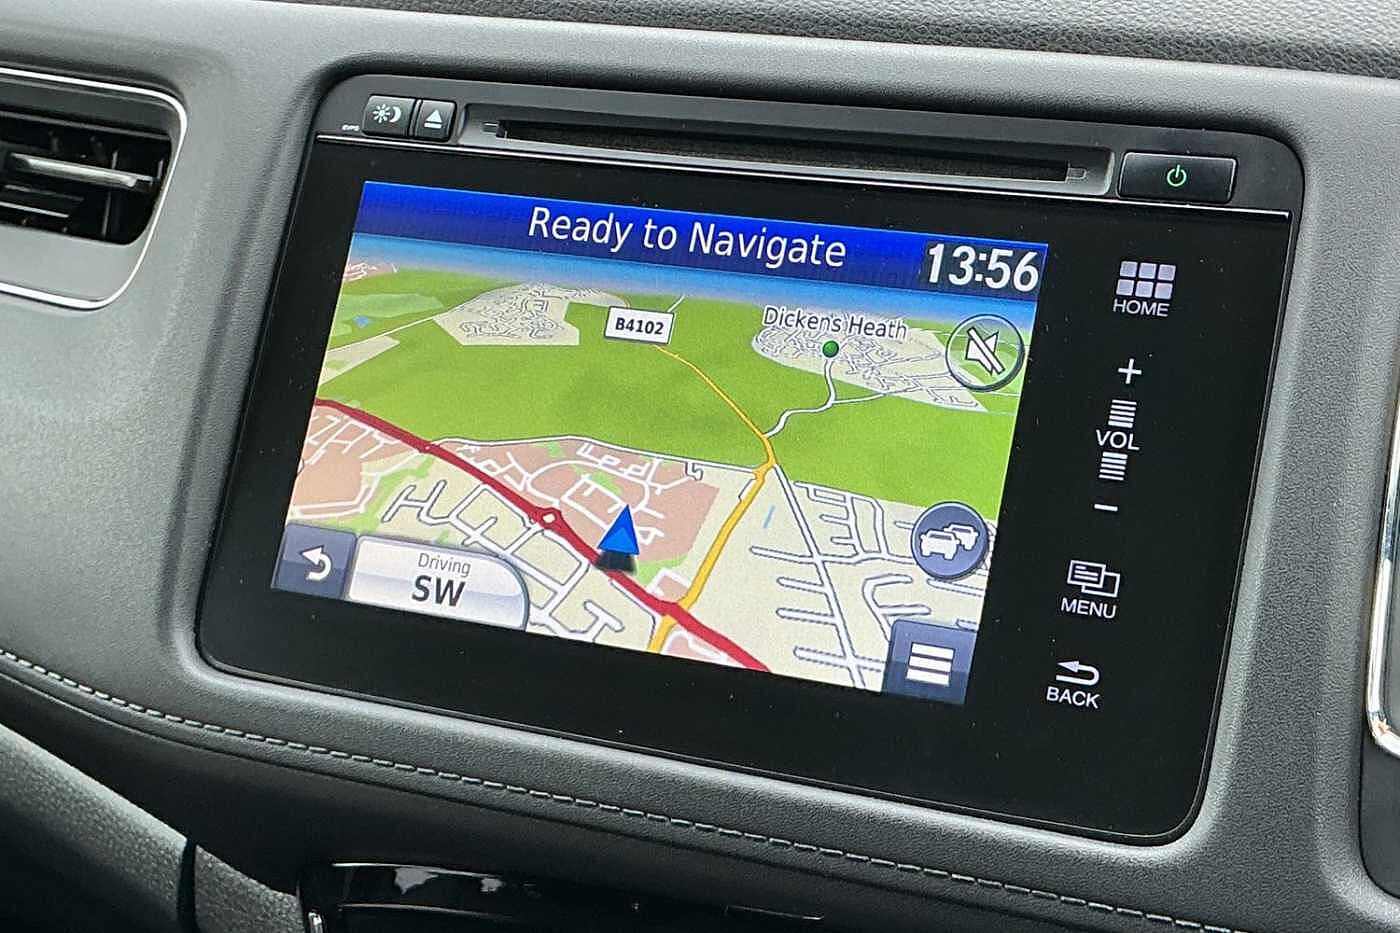 Ready to Navigate
13:56
B4102
Dickens Heath
Driving
SW
HOME
+
VOL
−
MENU
BACK